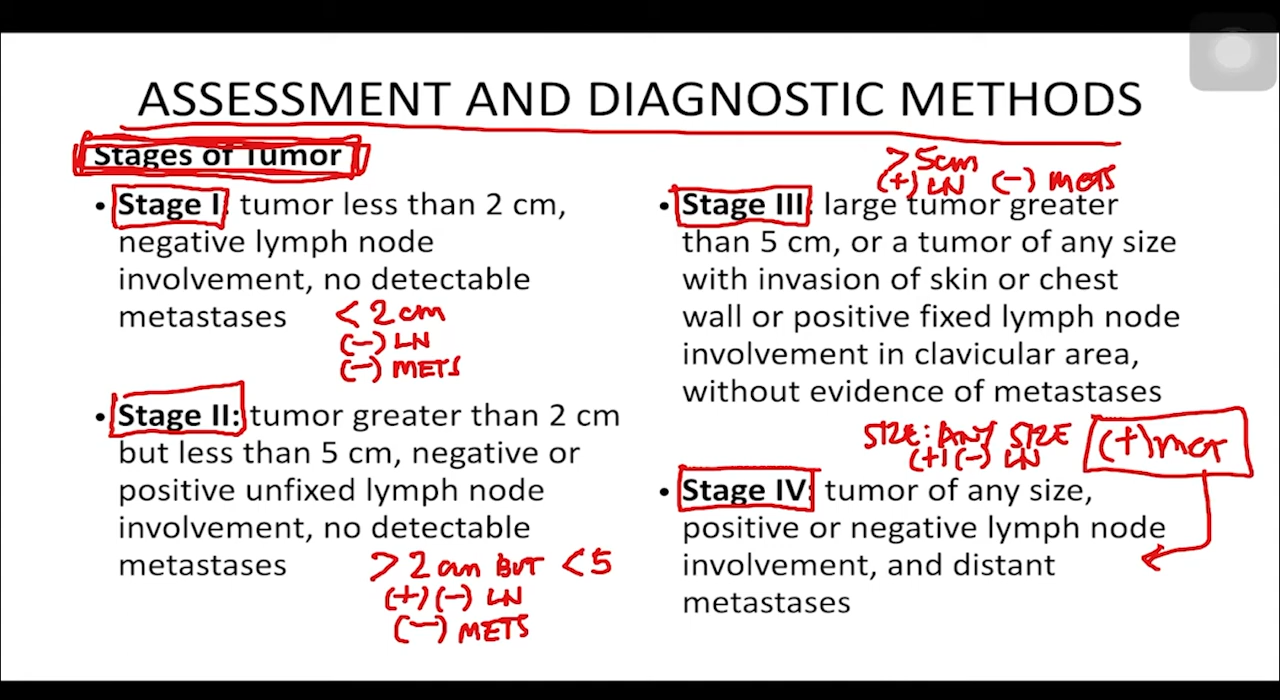 ASSESSMENT AND DIAGNOSTIC METHODS
Stages of Tumor
• Stage I: tumor less than 2 cm,
negative lymph node
involvement, no detectable
metastases
< 2 cm
(-) LN
(-) METS
• Stage II: tumor greater than 2 cm
but less than 5 cm, negative or
positive unfixed lymph node
involvement, no detectable
metastases
> 2 cm BUT < 5
(+) (-) LN
(-) METS
> 5cm
(+) LN (-) METS
• Stage III: large tumor greater
than 5 cm, or a tumor of any size
with invasion of skin or chest
wall or positive fixed lymph node
involvement in clavicular area,
without evidence of metastases
SIZE: ANY SIZE
(+) (-) LN
(+) met
• Stage IV: tumor of any size,
positive or negative lymph node
involvement, and distant
metastases